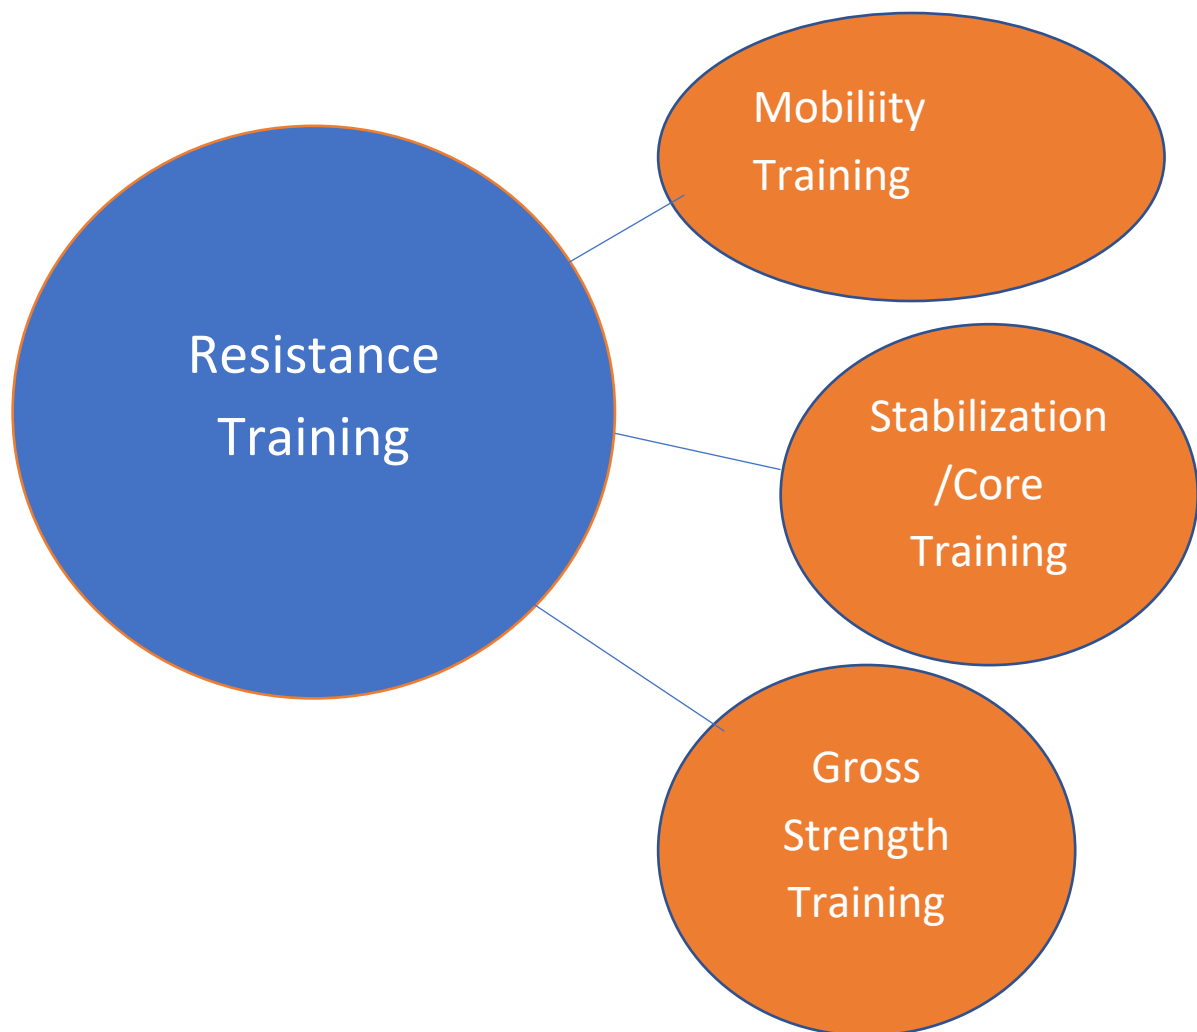 Resistance
Training
Mobiliity
Training
Stabilization
/Core
Training
Gross
Strength
Training